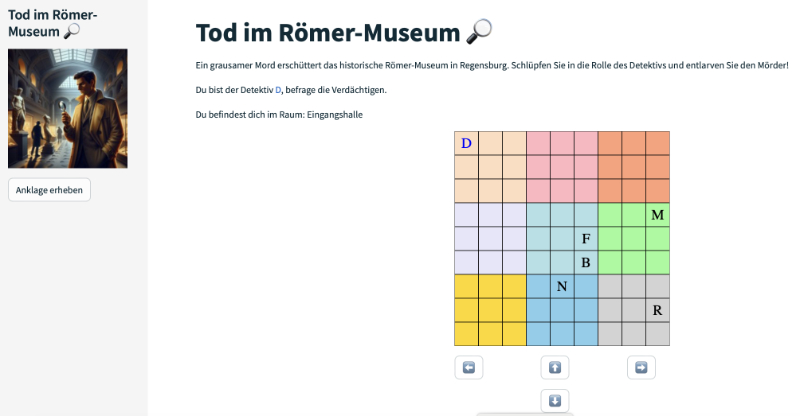 Tod im Römer-
Museum 🔎
Anklage erheben
Tod im Römer-Museum 🔎
Ein grausamer Mord erschüttert das historische Römer-Museum in Regensburg. Schlüpfen Sie in die Rolle des Detektivs und entlarven Sie den Mörder!
Du bist der Detektiv D, befrage die Verdächtigen.
Du befindest dich im Raum: Eingangshalle
D
M
F
B
N
R